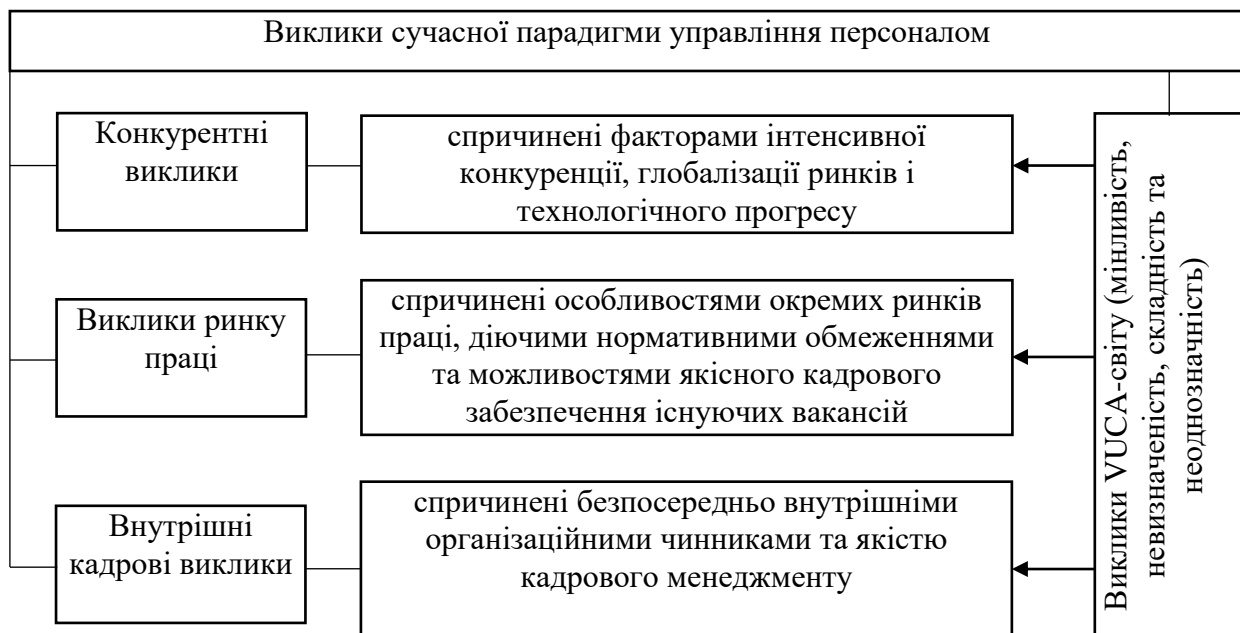 Виклики сучасної парадигми управління персоналом
Конкурентні
виклики
спричинені факторами інтенсивної
конкуренції, глобалізації ринків і
технологічного прогресу
Виклики ринку
праці
спричинені особливостями окремих ринків
праці, діючими нормативними обмеженнями
та можливостями якісного кадрового
забезпечення існуючих вакансій
Внутрішні
кадрові виклики
спричинені безпосередньо внутрішніми
організаційними чинниками та якістю
кадрового менеджменту
Виклики VUCA-світу (мінливість,
невизначеність, складність та
неоднозначність)